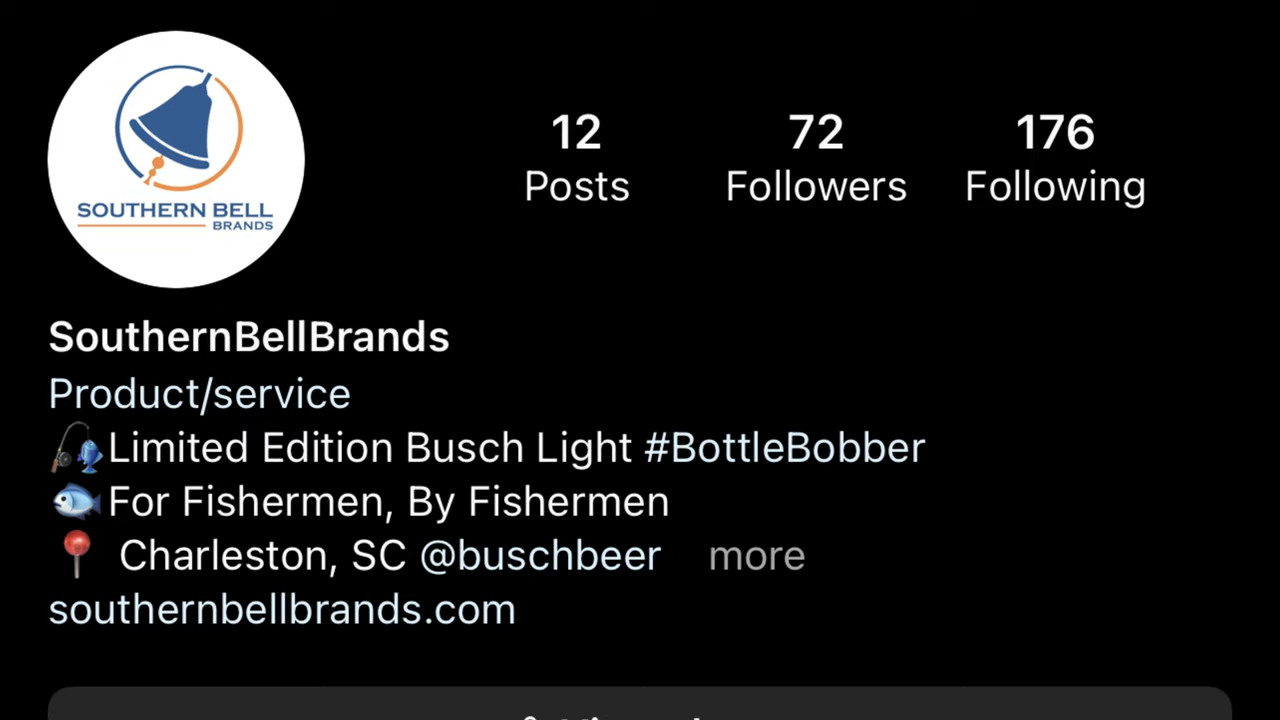 SOUTHERN BELL
BRANDS
12
Posts
72
Followers
176
Following
SouthernBellBrands
Product/service
🎣Limited Edition Busch Light #BottleBobber
🐟For Fishermen, By Fishermen
📍 Charleston, SC @buschbeer more
southernbellbrands.com